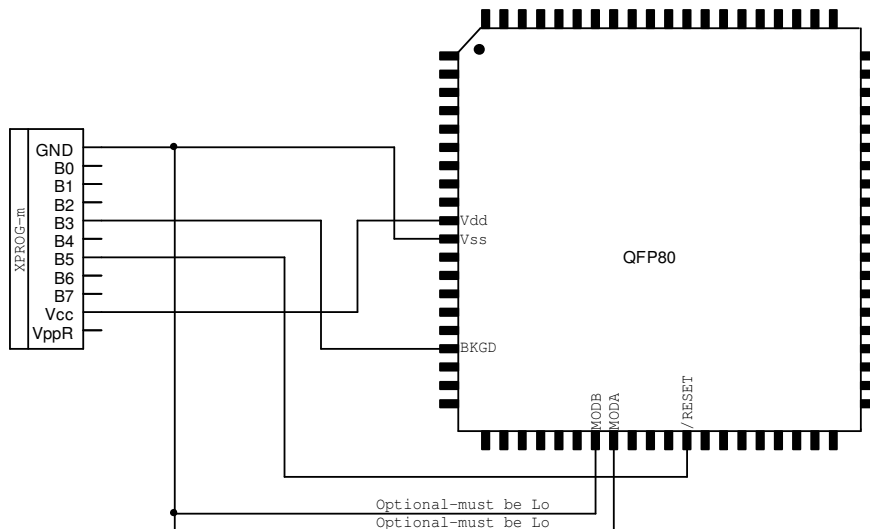 XPROG-m
GND
B0
B1
B2
B3
B4
B5
B6
B7
Vcc
VppR
Vdd
Vss
BKGD
QFP80
MODB
MODA
/RESET
Optional-must be Lo
Optional-must be Lo